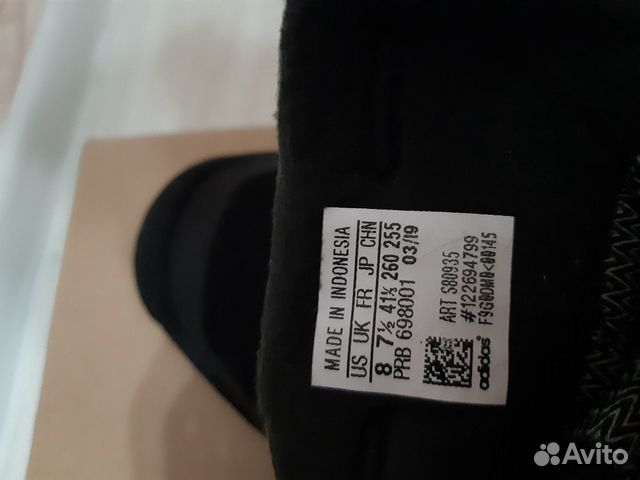 MADE IN INDONESIA
US UK FR JP CHN
8 7½ 41⅓ 260 255
PRB 698001 03/19
ART S80935
#122694799
adidas
Avito